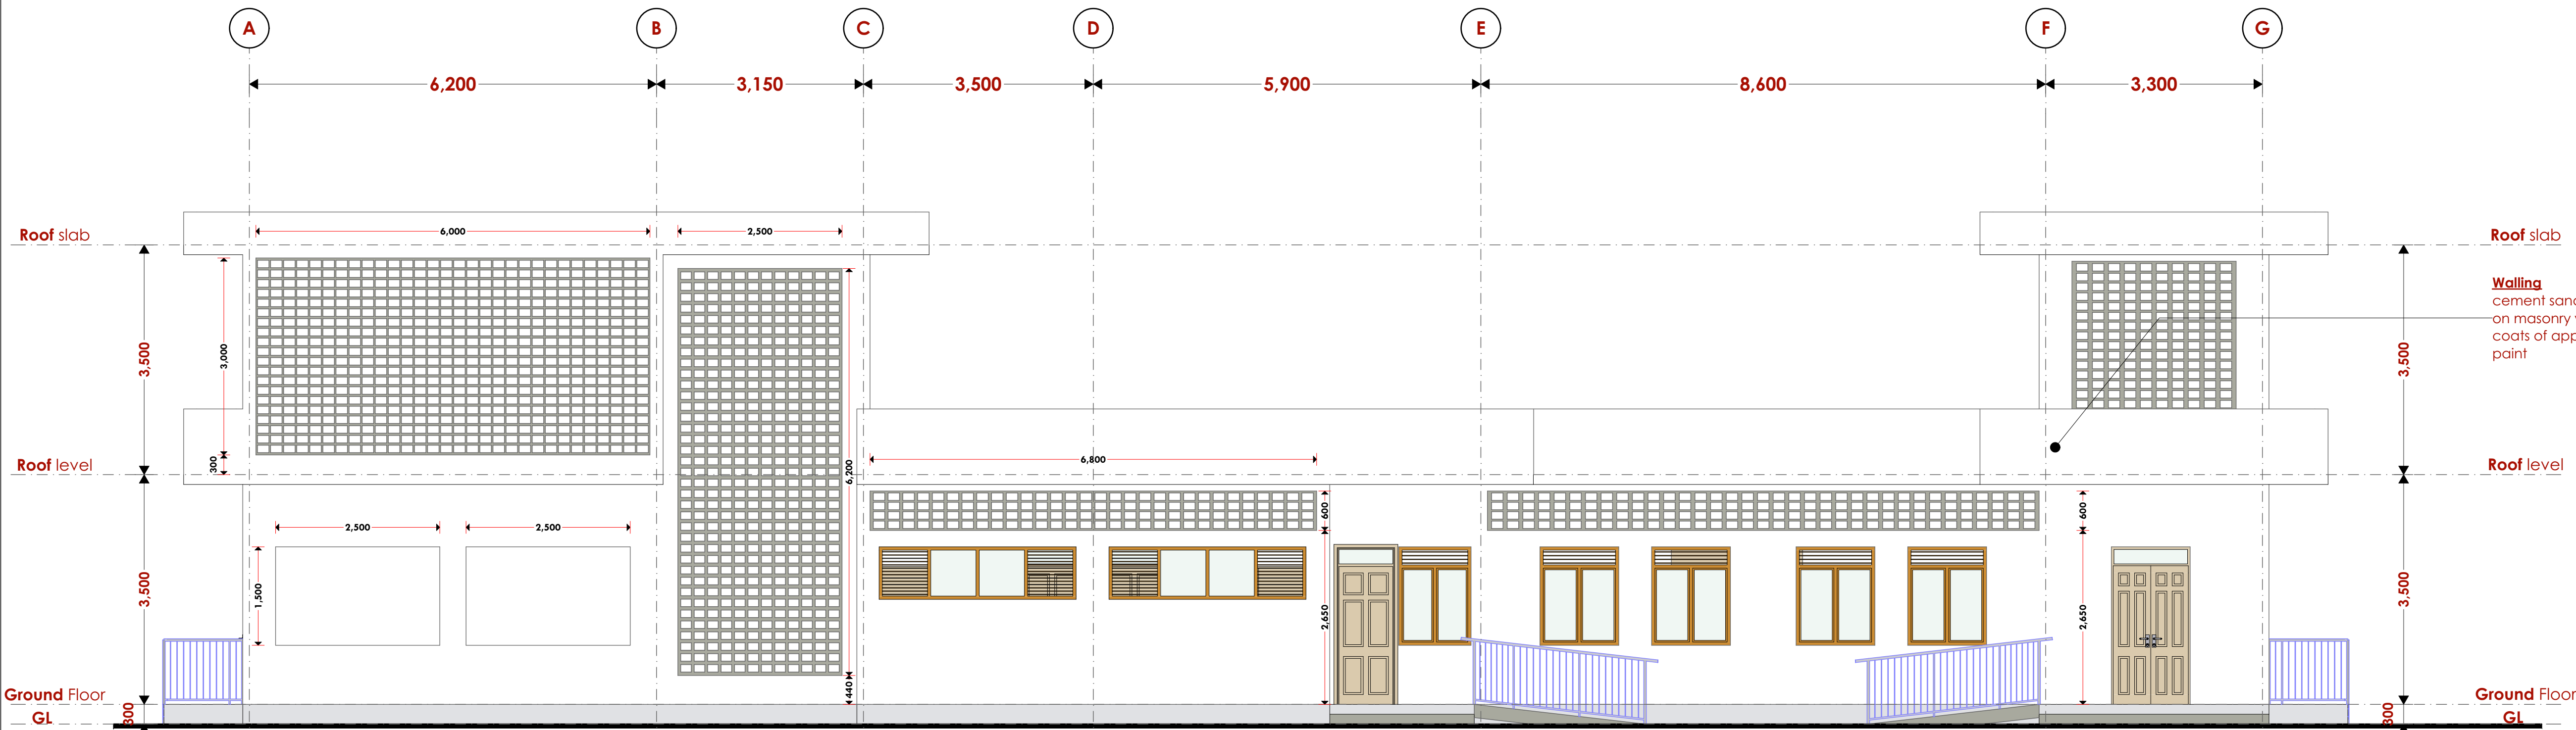 A B C D E F G
6,200 3,150 3,500 5,900 8,600 3,300
Roof slab
6,000
2,500
Roof slab
Walling
cement sand
on masonry
coats of app
paint
3,500
3,000
3,500
300
Roof level
6,800
6,200
Roof level
2,500
2,500
600
600
3,500
1,500
2,650
2,650
3,500
440
Ground Floor
Ground Floor
300
GL
300
GL